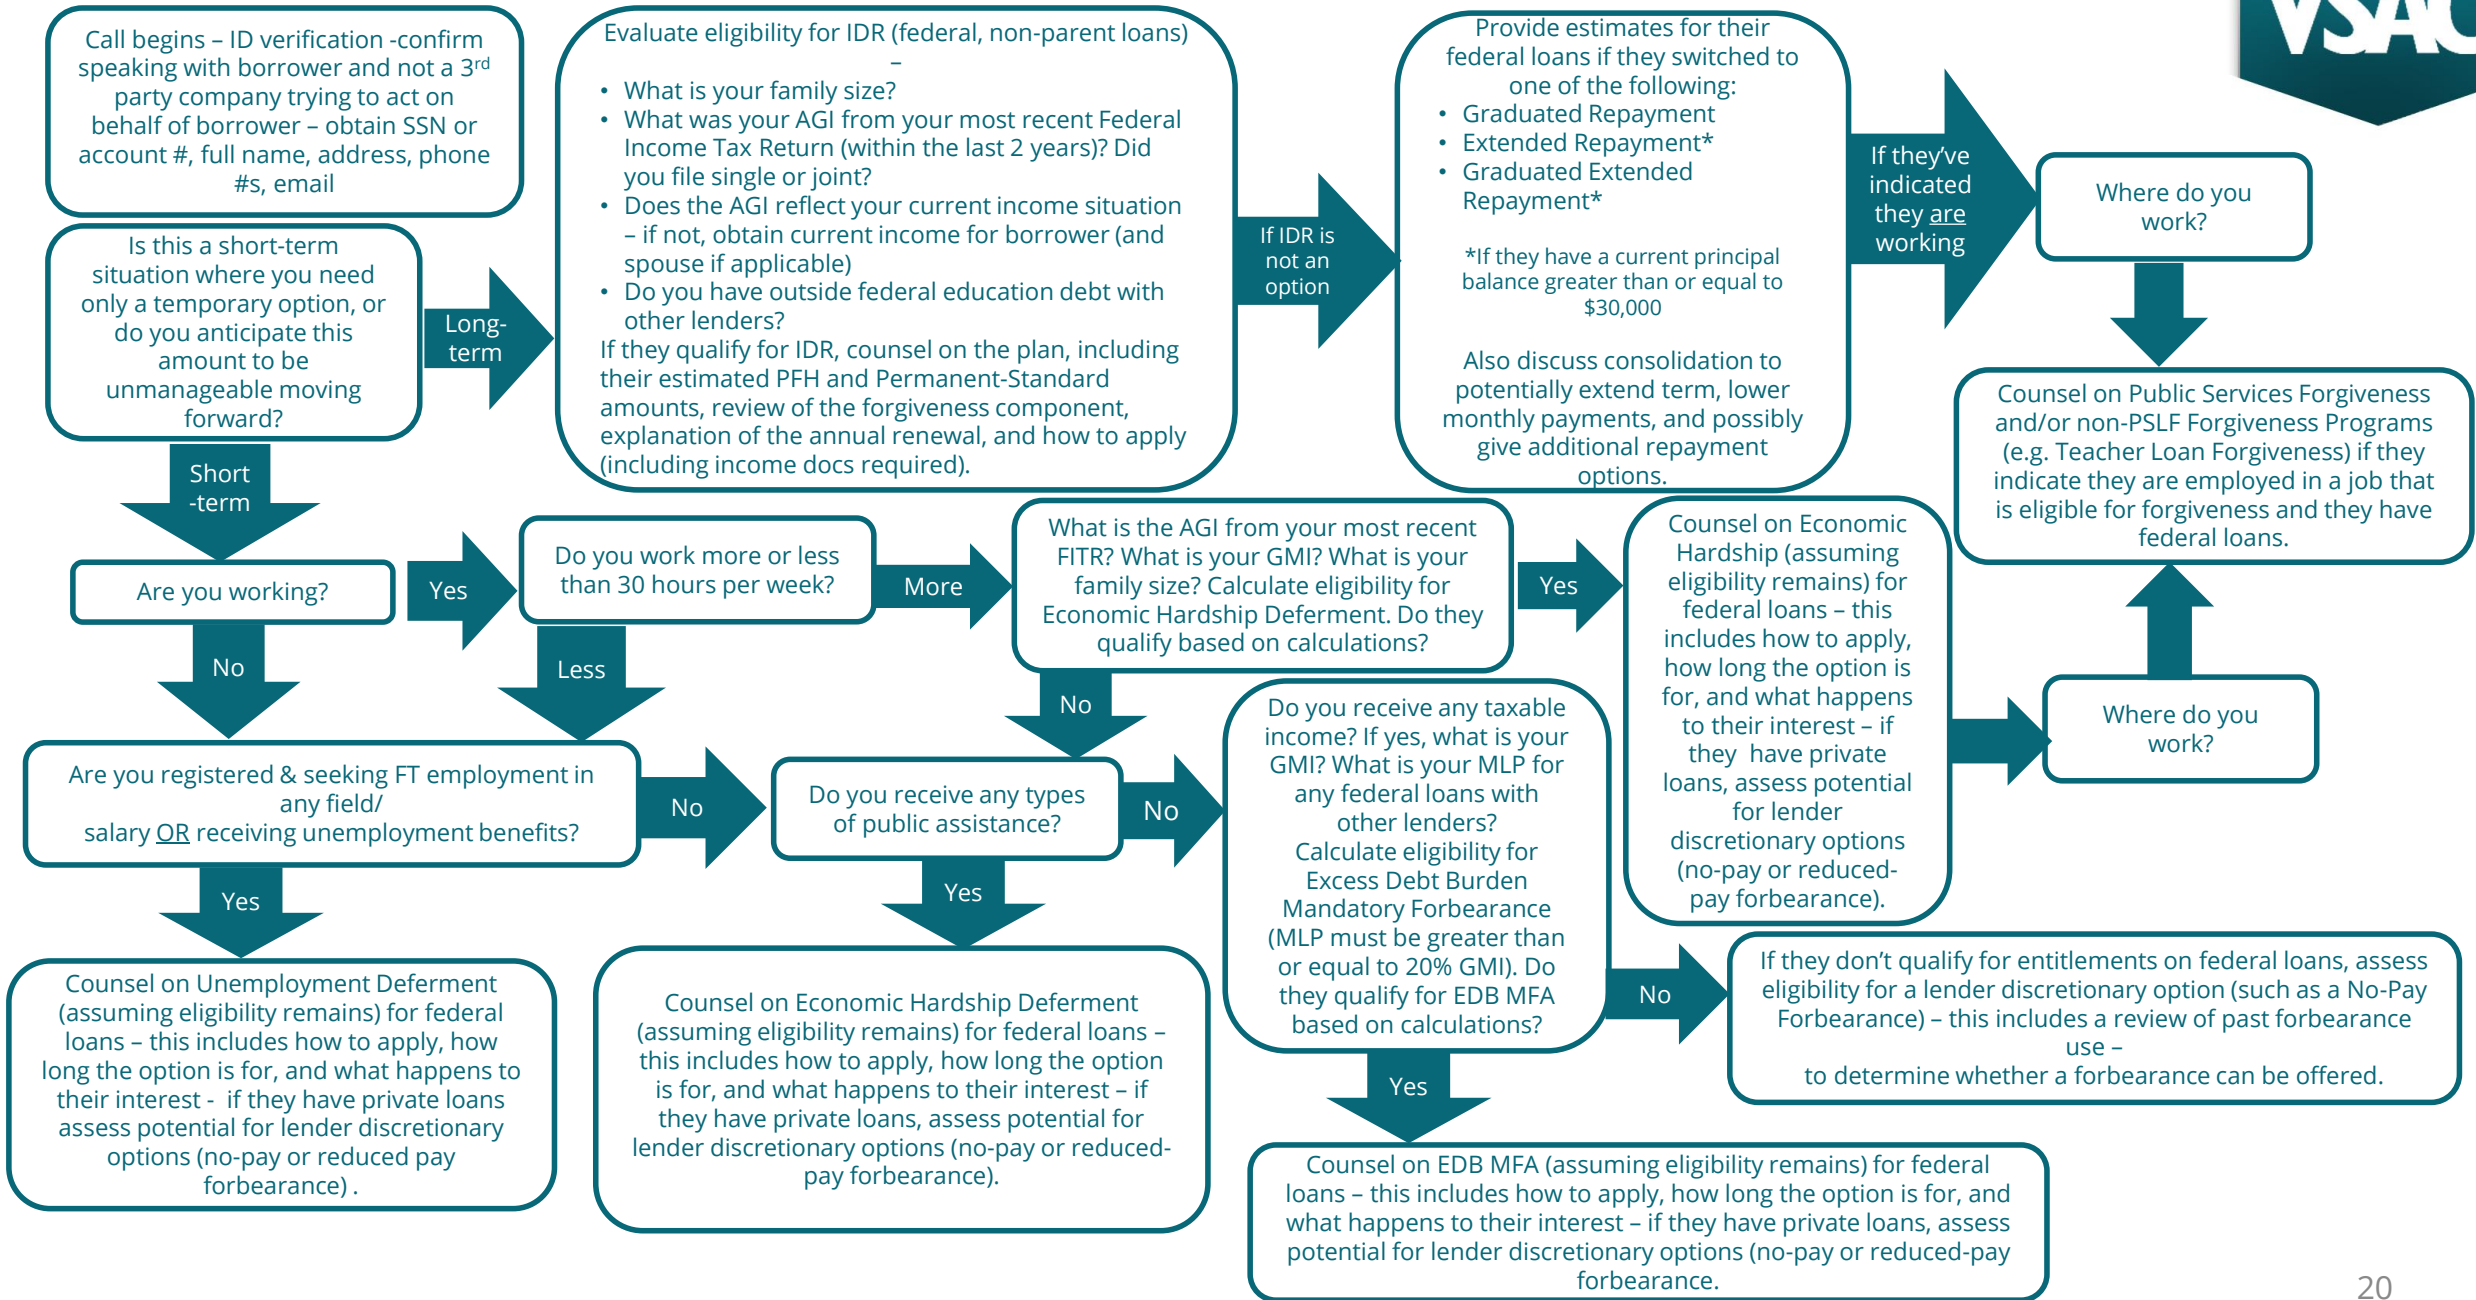 Call begins – ID verification -confirm
speaking with borrower and not a 3rd
party company trying to act on
behalf of borrower – obtain SSN or
account #, full name, address, phone
#s, email
Is this a short-term
situation where you need
only a temporary option, or
do you anticipate this
amount to be
unmanageable moving
forward?
Long-
term
Evaluate eligibility for IDR (federal, non-parent loans)
–
• What is your family size?
• What was your AGI from your most recent Federal
Income Tax Return (within the last 2 years)? Did
you file single or joint?
• Does the AGI reflect your current income situation
– if not, obtain current income for borrower (and
spouse if applicable)
• Do you have outside federal education debt with
other lenders?
If they qualify for IDR, counsel on the plan, including
their estimated PFH and Permanent-Standard
amounts, review of the forgiveness component,
explanation of the annual renewal, and how to apply
(including income docs required).
If IDR is
not an
option
Provide estimates for their
federal loans if they switched to
one of the following:
• Graduated Repayment
• Extended Repayment*
• Graduated Extended
Repayment*
*If they have a current principal
balance greater than or equal to
$30,000
Also discuss consolidation to
potentially extend term, lower
monthly payments, and possibly
give additional repayment
options.
If they’ve
indicated
they are
working
VSAC
Where do you
work?
Counsel on Public Services Forgiveness
and/or non-PSLF Forgiveness Programs
(e.g. Teacher Loan Forgiveness) if they
indicate they are employed in a job that
is eligible for forgiveness and they have
federal loans.
Short
-term
Are you working?
Yes
Do you work more or less
than 30 hours per week?
More
What is the AGI from your most recent
FITR? What is your GMI? What is your
family size? Calculate eligibility for
Economic Hardship Deferment. Do they
qualify based on calculations?
Yes
Counsel on Economic
Hardship (assuming
eligibility remains) for
federal loans – this
includes how to apply,
how long the option is
for, and what happens
to their interest – if
they have private
loans, assess potential
for lender
discretionary options
(no-pay or reduced-
pay forbearance).
Where do you
work?
No
Less
No
Are you registered & seeking FT employment in
any field/
salary OR receiving unemployment benefits?
No
Do you receive any types
of public assistance?
No
Do you receive any taxable
income? If yes, what is your
GMI? What is your MLP for
any federal loans with
other lenders?
Calculate eligibility for
Excess Debt Burden
Mandatory Forbearance
(MLP must be greater than
or equal to 20% GMI). Do
they qualify for EDB MFA
based on calculations?
No
If they don’t qualify for entitlements on federal loans, assess
eligibility for a lender discretionary option (such as a No-Pay
Forbearance) – this includes a review of past forbearance
use –
to determine whether a forbearance can be offered.
Yes
Counsel on Unemployment Deferment
(assuming eligibility remains) for federal
loans – this includes how to apply, how
long the option is for, and what happens to
their interest - if they have private loans
assess potential for lender discretionary
options (no-pay or reduced pay
forbearance) .
Yes
Counsel on Economic Hardship Deferment
(assuming eligibility remains) for federal loans –
this includes how to apply, how long the option
is for, and what happens to their interest – if
they have private loans, assess potential for
lender discretionary options (no-pay or reduced-
pay forbearance).
Yes
Counsel on EDB MFA (assuming eligibility remains) for federal
loans – this includes how to apply, how long the option is for, and
what happens to their interest – if they have private loans, assess
potential for lender discretionary options (no-pay or reduced-pay
forbearance.
20